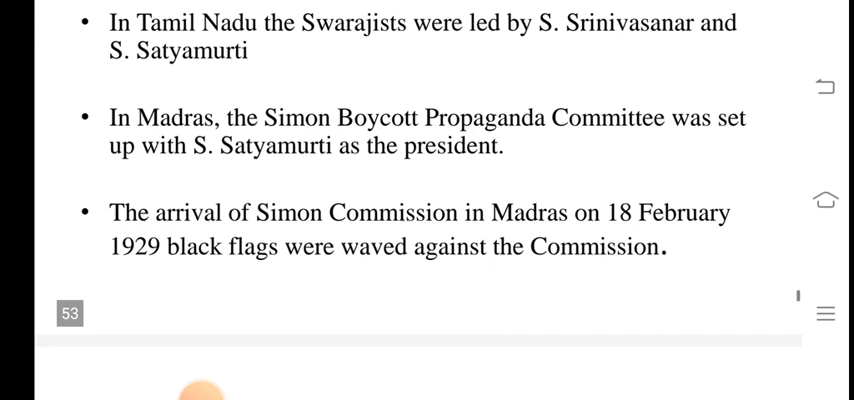 • In Tamil Nadu the Swarajists were led by S. Srinivasanar and
S. Satyamurti
• In Madras, the Simon Boycott Propaganda Committee was set
up with S. Satyamurti as the president.
• The arrival of Simon Commission in Madras on 18 February
1929 black flags were waved against the Commission.
53